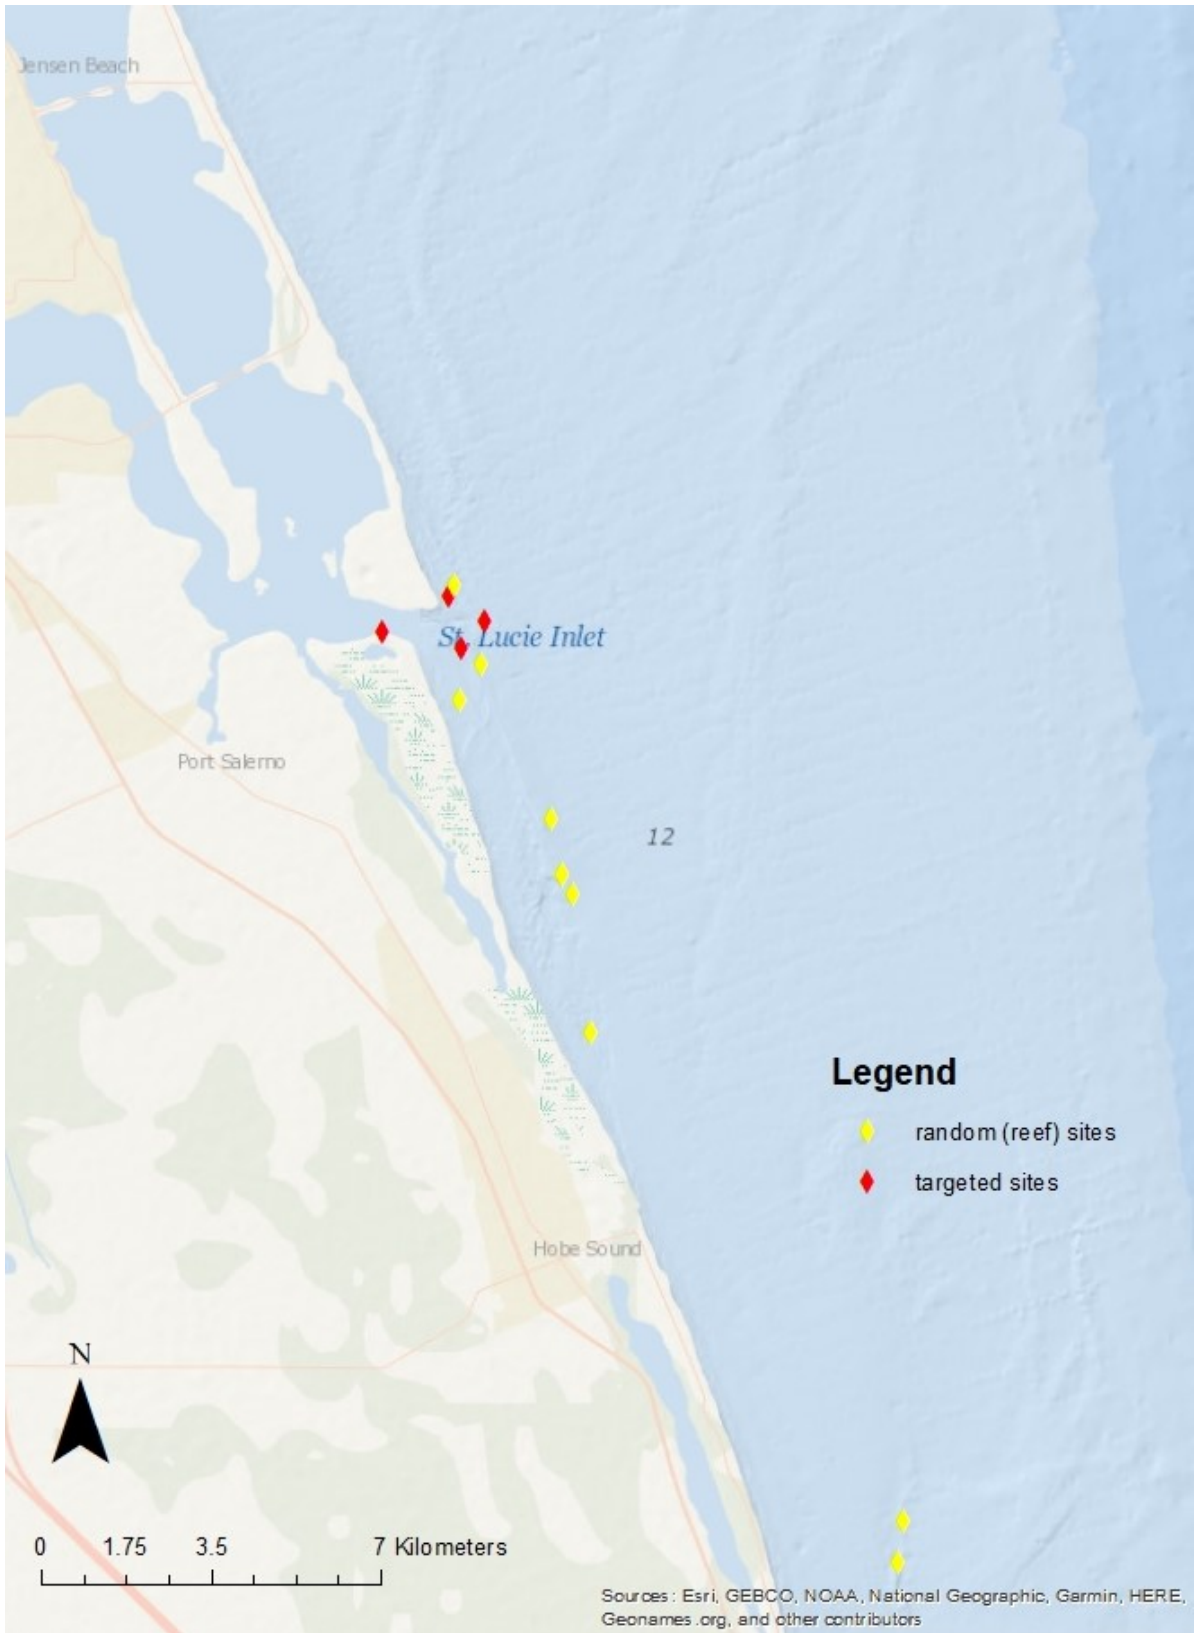 Jensen Beach
St. Lucie Inlet
Port Salerno
12
Legend
random (reef) sites
targeted sites
Hobe Sound
N
0 1.75 3.5 7 Kilometers
Sources: Esri, GEBCO, NOAA, National Geographic, Garmin, HERE,
Geonames.org, and other contributors